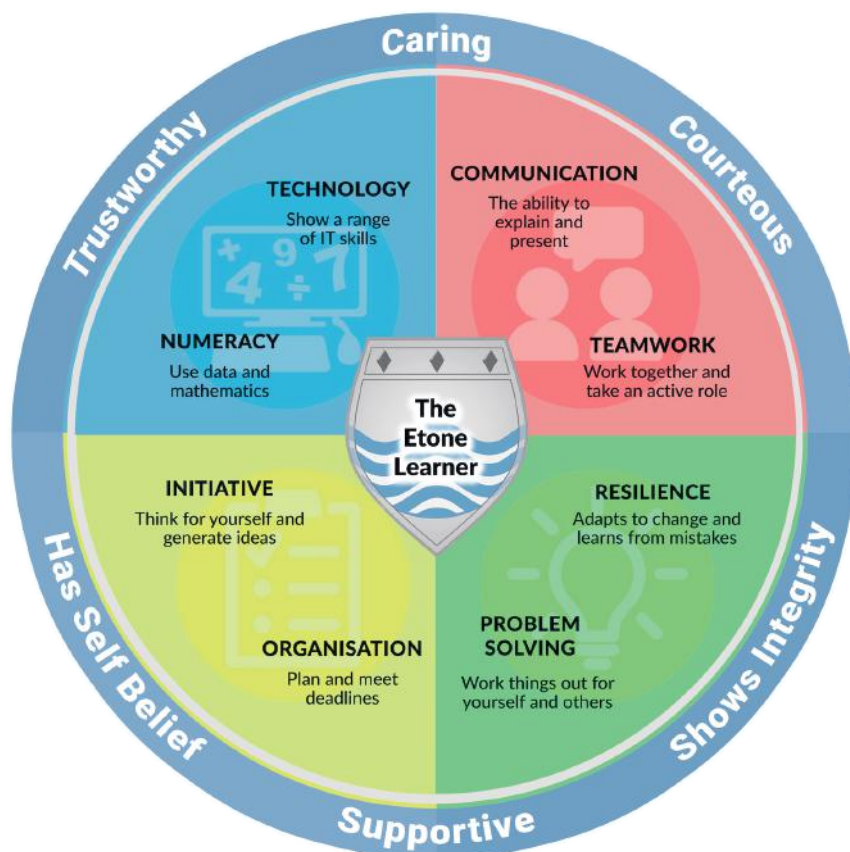 Caring
Courteous
Shows Integrity
Supportive
Has Self Belief
Trustworthy
TECHNOLOGY
Show a range
of IT skills
NUMERACY
Use data and
mathematics
COMMUNICATION
The ability to
explain and
present
TEAMWORK
Work together and
take an active role
The
Etone
Learner
INITIATIVE
Think for yourself and
generate ideas
ORGANISATION
Plan and meet
deadlines
RESILIENCE
Adapts to change and
learns from mistakes
PROBLEM
SOLVING
Work things out for
yourself and others
+ 4 9 ÷ 7